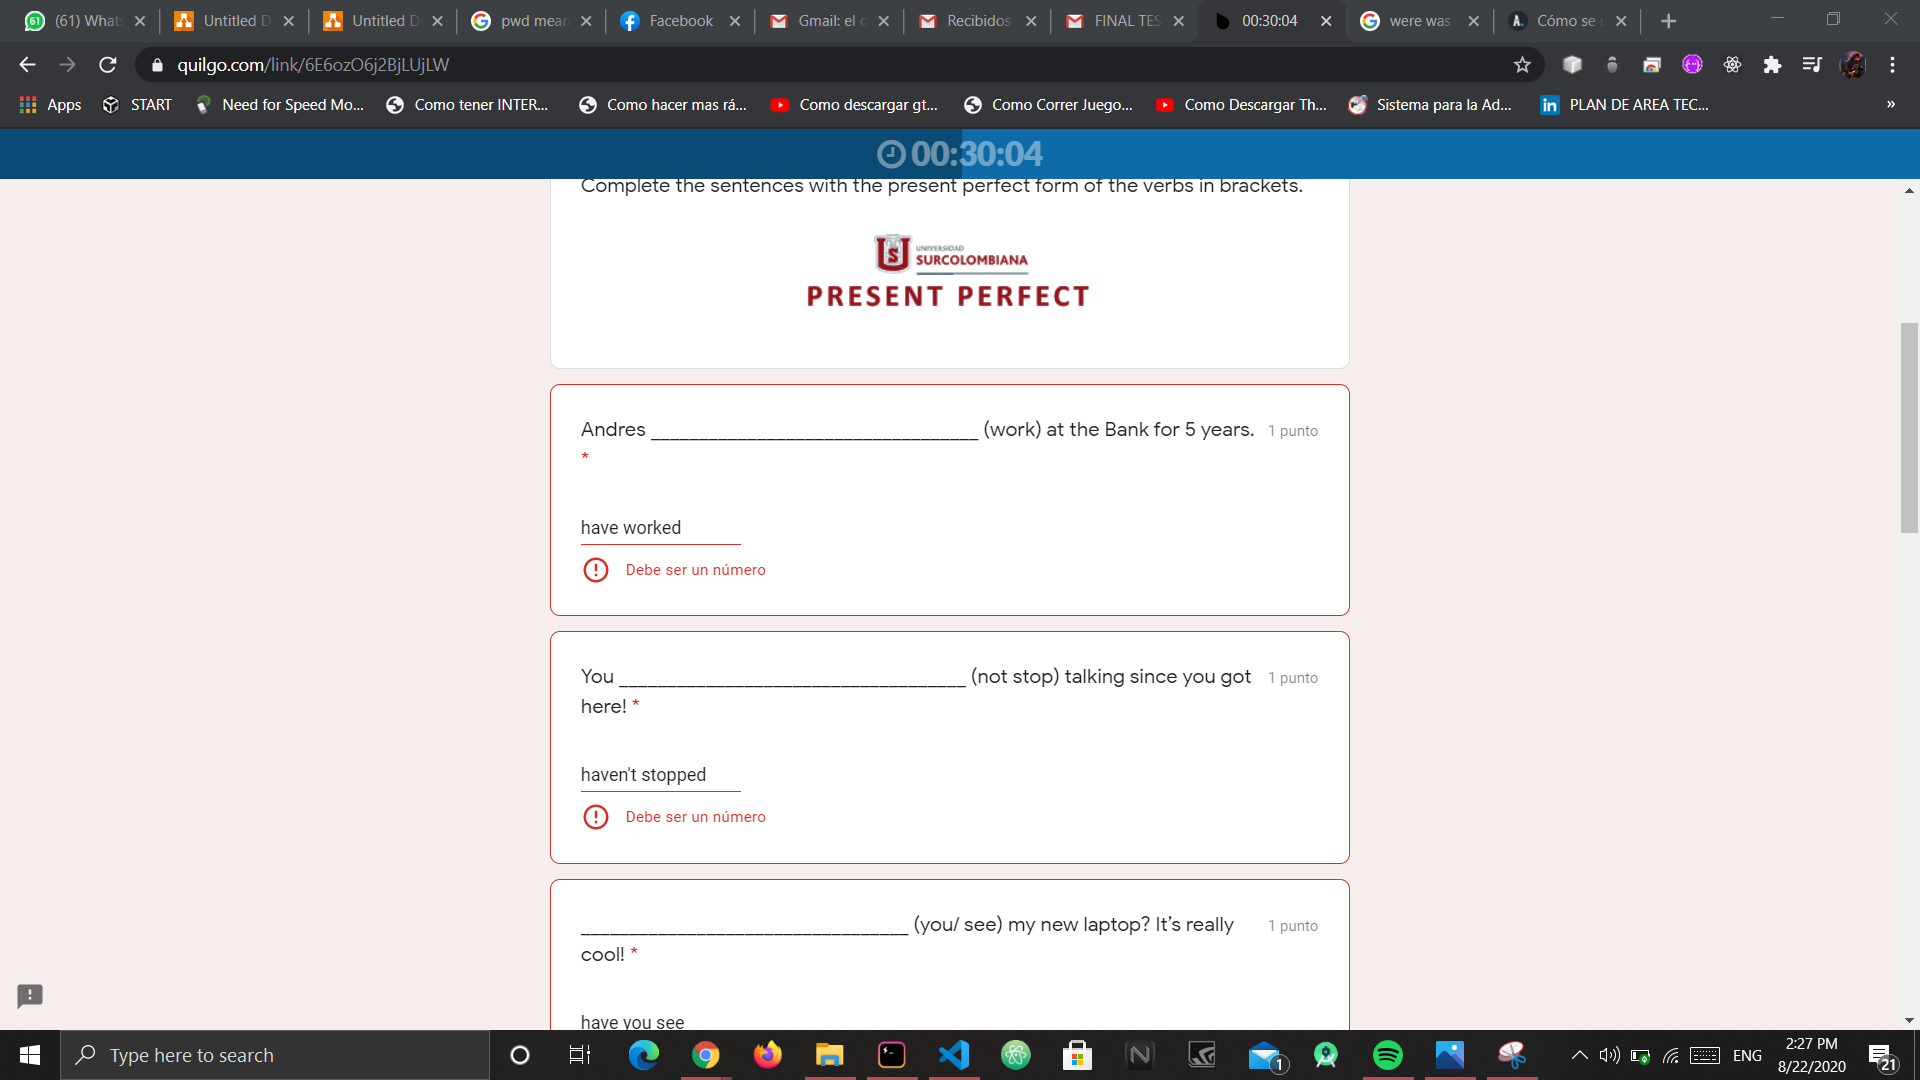 (61) What
Untitled D
Untitled D
pwd mean
Facebook
Gmail: el c
Recibidos
FINAL TES
00:30:04
were was
Cómo se
quilgo.com/link/6E6ozO6j2BjLUjLW
Apps
START
Need for Speed Mo...
Como tener INTER...
Como hacer mas rá...
Como descargar gt...
Como Correr Juego...
Como Descargar Th...
Sistema para la Ad...
PLAN DE AREA TEC...
»
00:30:04
Complete the sentences with the present perfect form of the verbs in brackets.
UNIVERSIDAD
SURCOLOMBIANA
PRESENT PERFECT
Andres __________________________________ (work) at the Bank for 5 years. 1 punto
*
have worked
Debe ser un número
You ____________________________________ (not stop) talking since you got 1 punto
here! *
haven't stopped
Debe ser un número
__________________________________ (you/ see) my new laptop? It's really 1 punto
cool! *
have you see
Type here to search
1
ENG
2:27 PM
8/22/2020
21